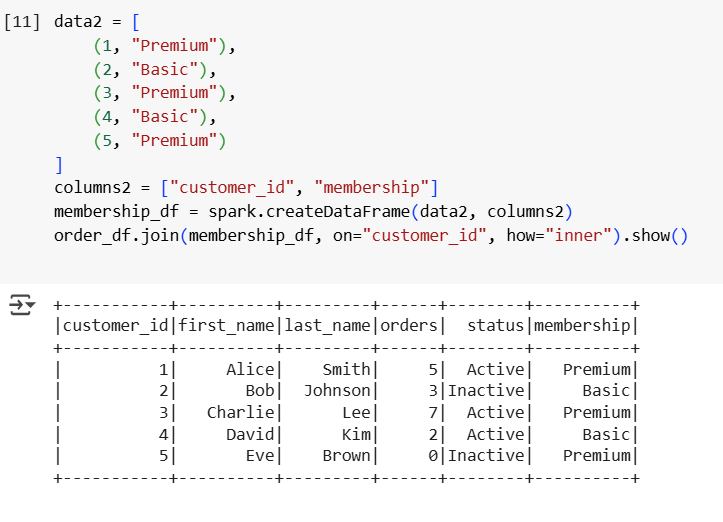 [11] data2 = [
    (1, "Premium"),
    (2, "Basic"),
    (3, "Premium"),
    (4, "Basic"),
    (5, "Premium")
]
columns2 = ["customer_id", "membership"]
membership_df = spark.createDataFrame(data2, columns2)
order_df.join(membership_df, on="customer_id", how="inner").show()
+-----------+----------+---------+------+--------+----------+
|customer_id|first_name|last_name|orders|  status|membership|
+-----------+----------+---------+------+--------+----------+
|          1|     Alice|    Smith|     5|  Active|   Premium|
|          2|       Bob|  Johnson|     3|Inactive|     Basic|
|          3|   Charlie|      Lee|     7|  Active|   Premium|
|          4|     David|      Kim|     2|  Active|     Basic|
|          5|       Eve|    Brown|     0|Inactive|   Premium|
+-----------+----------+---------+------+--------+----------+